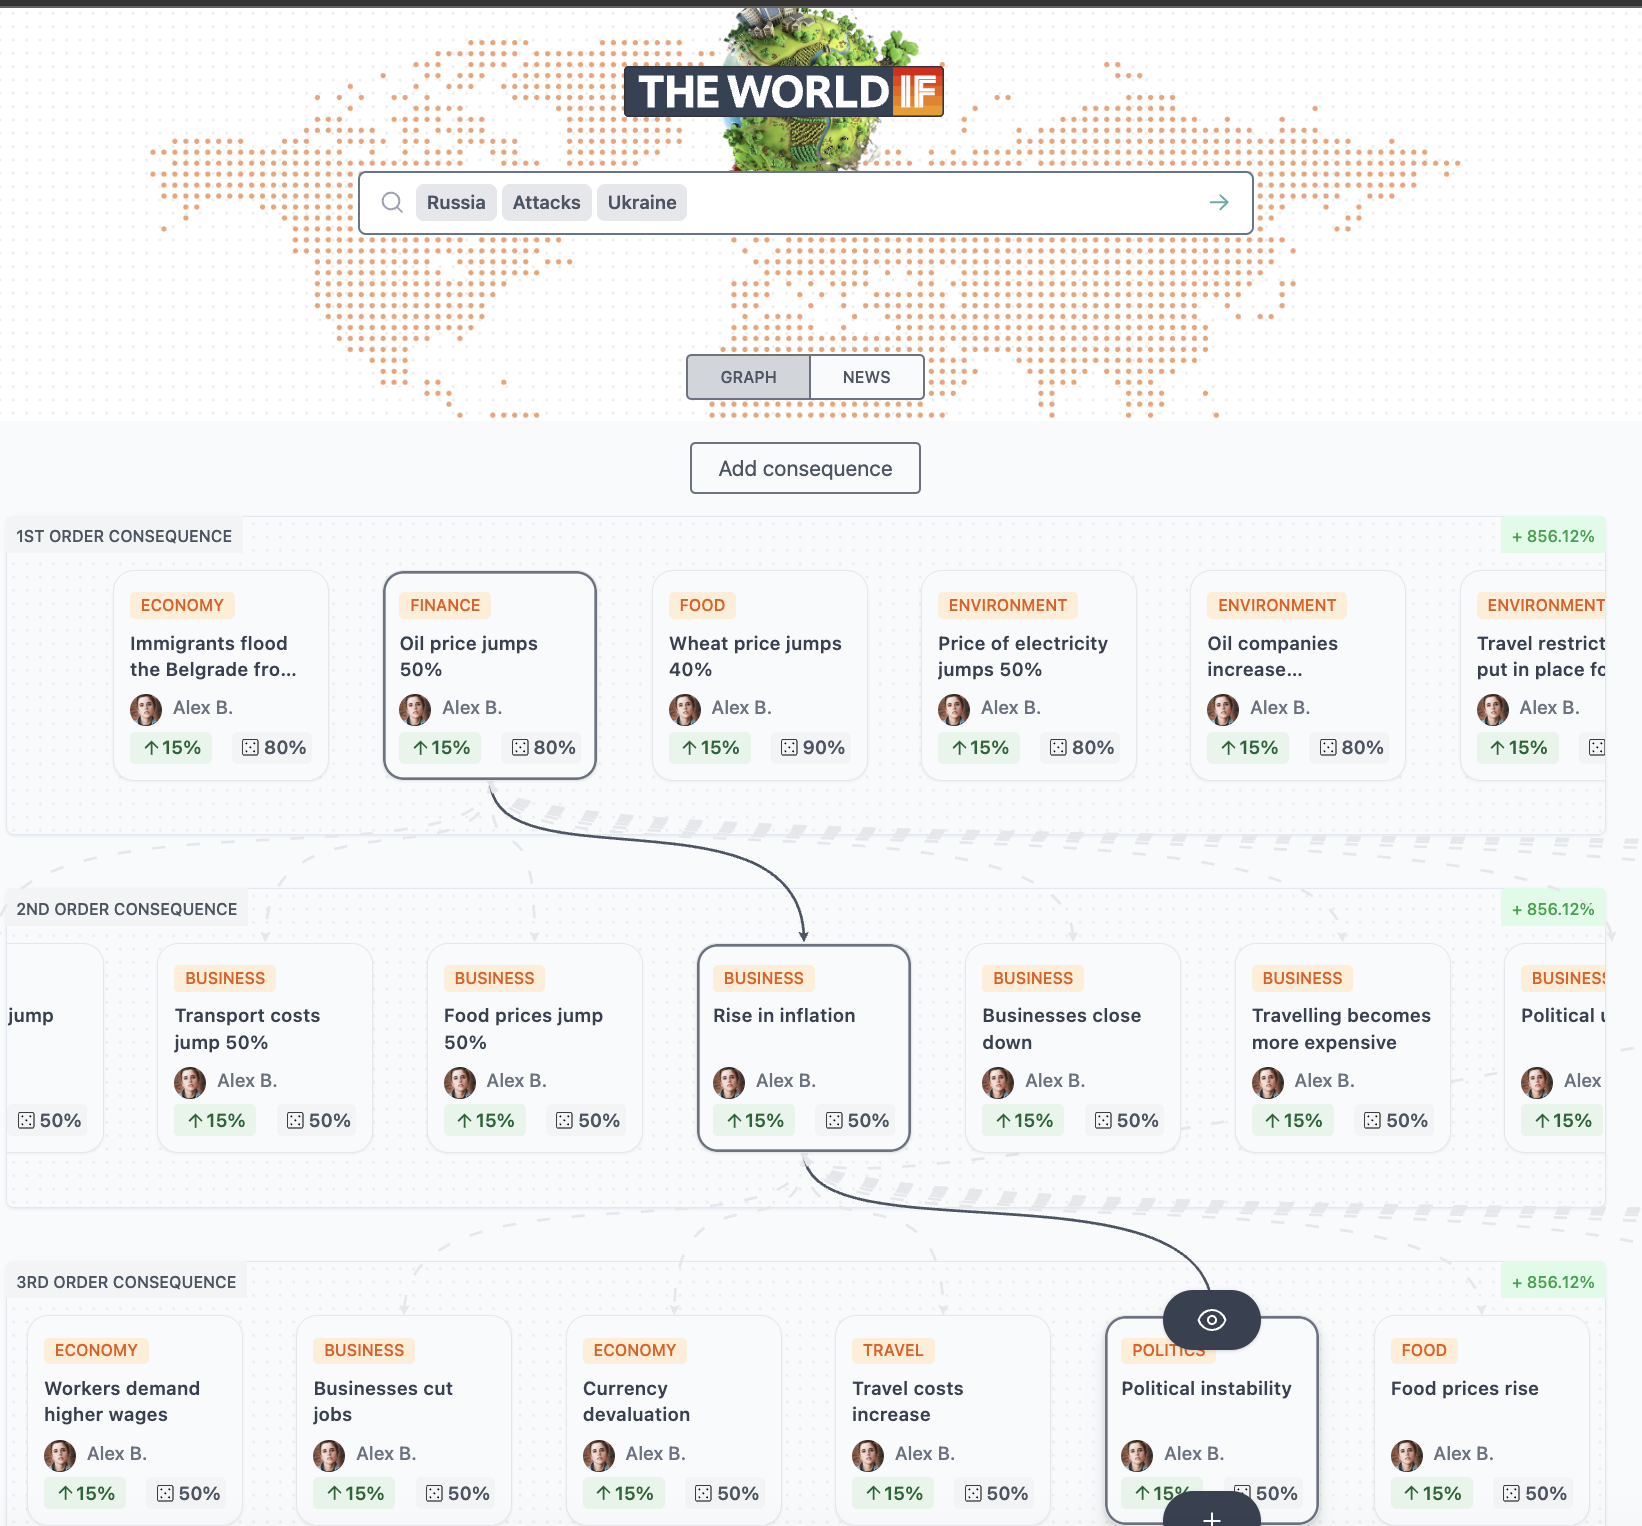 THE WORLD IF
Russia Attacks Ukraine
GRAPH NEWS
Add consequence
1ST ORDER CONSEQUENCE + 856.12%
ECONOMY
Immigrants flood
the Belgrade fro...
Alex B.
15% 80%
FINANCE
Oil price jumps
50%
Alex B.
15% 80%
FOOD
Wheat price jumps
40%
Alex B.
15% 90%
ENVIRONMENT
Price of electricity
jumps 50%
Alex B.
15% 80%
ENVIRONMENT
Oil companies
increase...
Alex B.
15% 80%
ENVIRONMENT
Travel restrict
put in place fo
Alex B.
15%
2ND ORDER CONSEQUENCE + 856.12%
jump
50%
BUSINESS
Transport costs
jump 50%
Alex B.
15% 50%
BUSINESS
Food prices jump
50%
Alex B.
15% 50%
BUSINESS
Rise in inflation
Alex B.
15% 50%
BUSINESS
Businesses close
down
Alex B.
15% 50%
BUSINESS
Travelling becomes
more expensive
Alex B.
15% 50%
BUSINESS
Political
Alex
15%
3RD ORDER CONSEQUENCE + 856.12%
ECONOMY
Workers demand
higher wages
Alex B.
15% 50%
BUSINESS
Businesses cut
jobs
Alex B.
15% 50%
ECONOMY
Currency
devaluation
Alex B.
15% 50%
TRAVEL
Travel costs
increase
Alex B.
15% 50%
POLITICS
Political instability
Alex B.
15% 50%
FOOD
Food prices rise
Alex B.
15% 50%